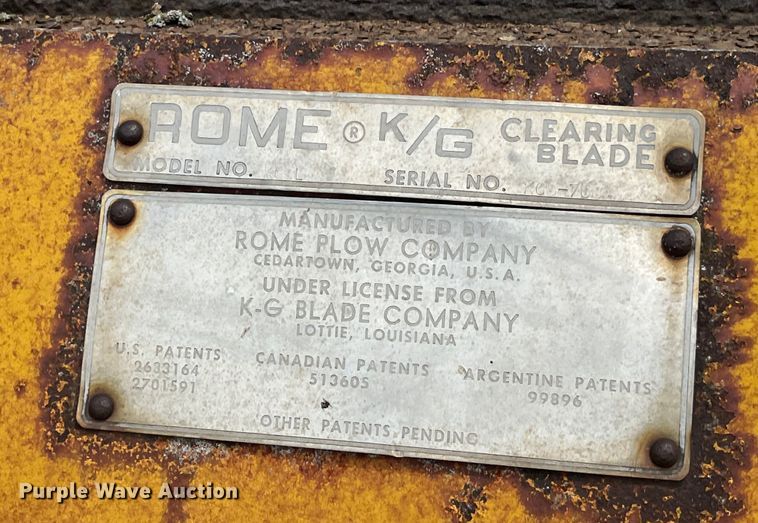 ROME ® K/G CLEARING BLADE
MODEL NO. SERIAL NO.
MANUFACTURED BY
ROME PLOW COMPANY
CEDARTOWN, GEORGIA, U.S.A.
UNDER LICENSE FROM
K-G BLADE COMPANY
LOTTIE, LOUISIANA
U.S. PATENTS
2633164
2701591
CANADIAN PATENTS
513605
ARGENTINE PATENTS
99896
OTHER PATENTS PENDING
Purple Wave Auction